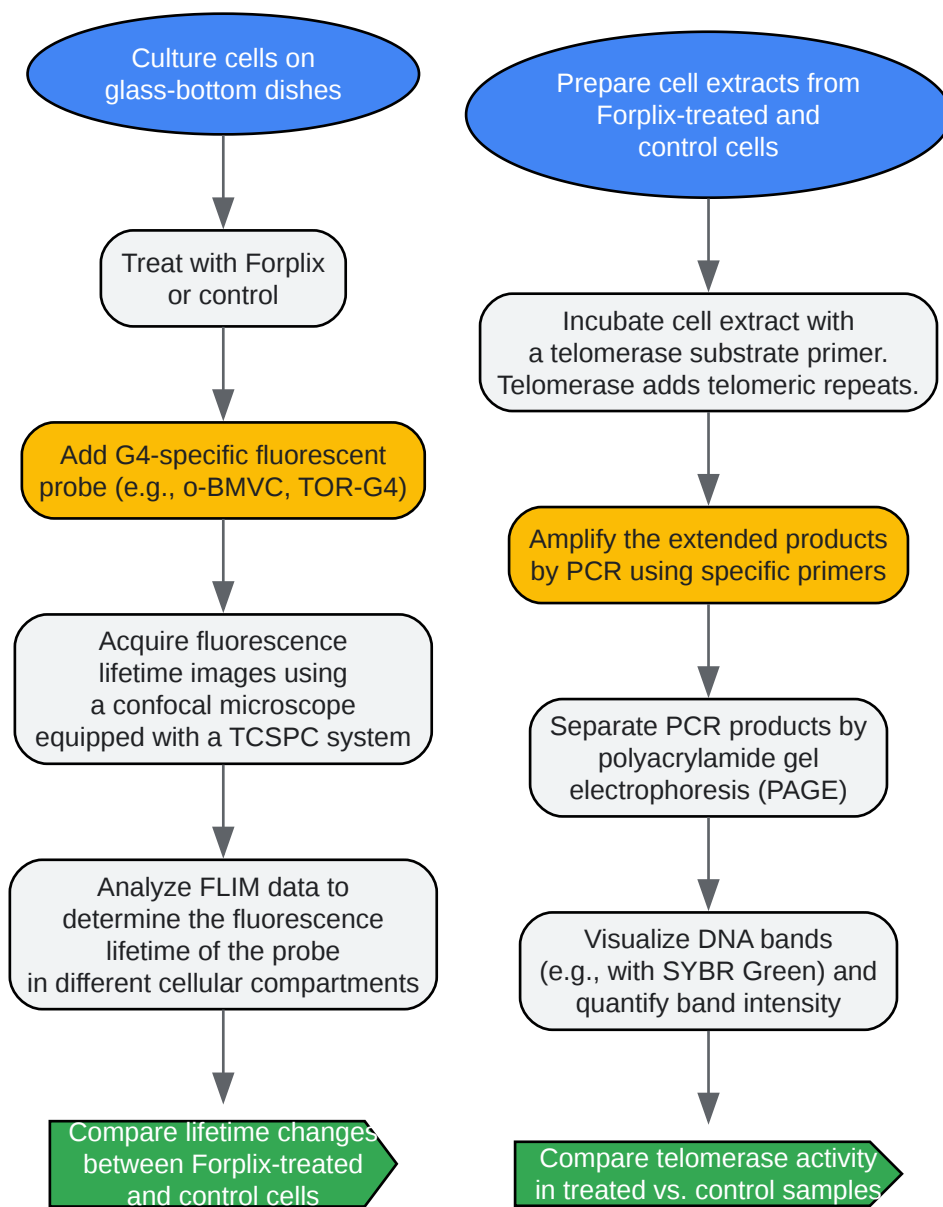 Culture cells on
glass-bottom dishes
Treat with Forplix
or control
Add G4-specific fluorescent
probe (e.g., o-BMVC, TOR-G4)
Acquire fluorescence
lifetime images using
a confocal microscope
equipped with a TCSPC system
Analyze FLIM data to
determine the fluorescence
lifetime of the probe
in different cellular compartments
Compare lifetime changes
between Forplix-treated
and control cells
Prepare cell extracts from
Forplix-treated and
control cells
Incubate cell extract with
a telomerase substrate primer.
Telomerase adds telomeric repeats.
Amplify the extended products
by PCR using specific primers
Separate PCR products by
polyacrylamide gel
electrophoresis (PAGE)
Visualize DNA bands
(e.g., with SYBR Green) and
quantify band intensity
Compare telomerase activity
in treated vs. control samples